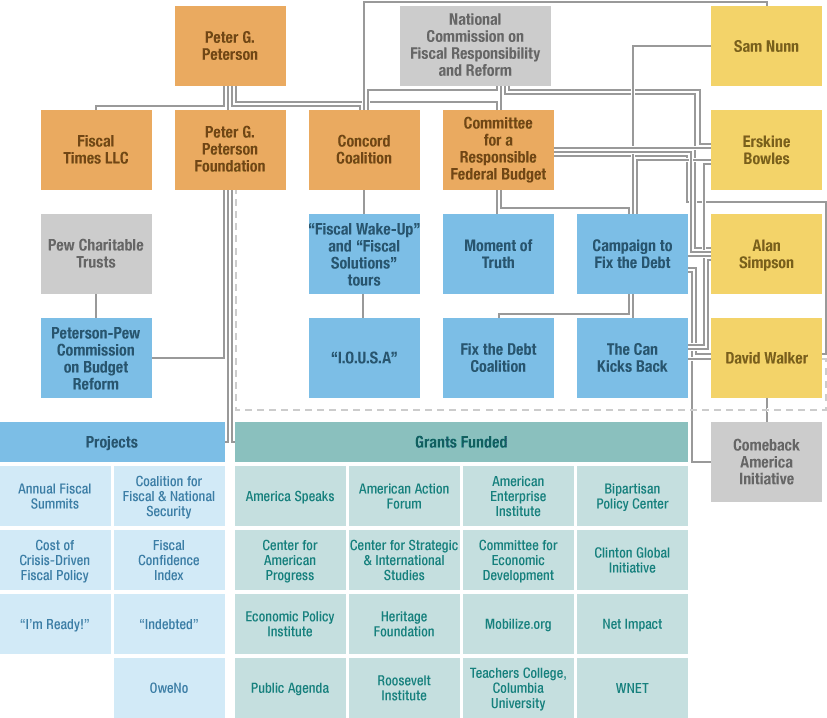 Peter G.
Peterson
National
Commission on
Fiscal Responsibility
and Reform
Sam Nunn
Fiscal
Times LLC
Peter G.
Peterson
Foundation
Concord
Coalition
Committee
for a
Responsible
Federal Budget
Erskine
Bowles
Pew Charitable
Trusts
“Fiscal Wake-Up”
and “Fiscal
Solutions”
tours
Moment of
Truth
Campaign to
Fix the Debt
Alan
Simpson
Peterson-Pew
Commission
on Budget
Reform
“I.O.U.S.A”
Fix the Debt
Coalition
The Can
Kicks Back
David Walker
Comeback
America
Initiative
Projects
Grants Funded
Annual Fiscal
Summits
Coalition for
Fiscal & National
Security
America Speaks
American Action
Forum
American
Enterprise
Institute
Bipartisan
Policy Center
Cost of
Crisis-Driven
Fiscal Policy
Fiscal
Confidence
Index
Center for
American
Progress
Center for Strategic
& International
Studies
Committee for
Economic
Development
Clinton Global
Initiative
“I’m Ready!”
“Indebted”
Economic Policy
Institute
Heritage
Foundation
Mobilize.org
Net Impact
OweNo
Public Agenda
Roosevelt
Institute
Teachers College,
Columbia
University
WNET